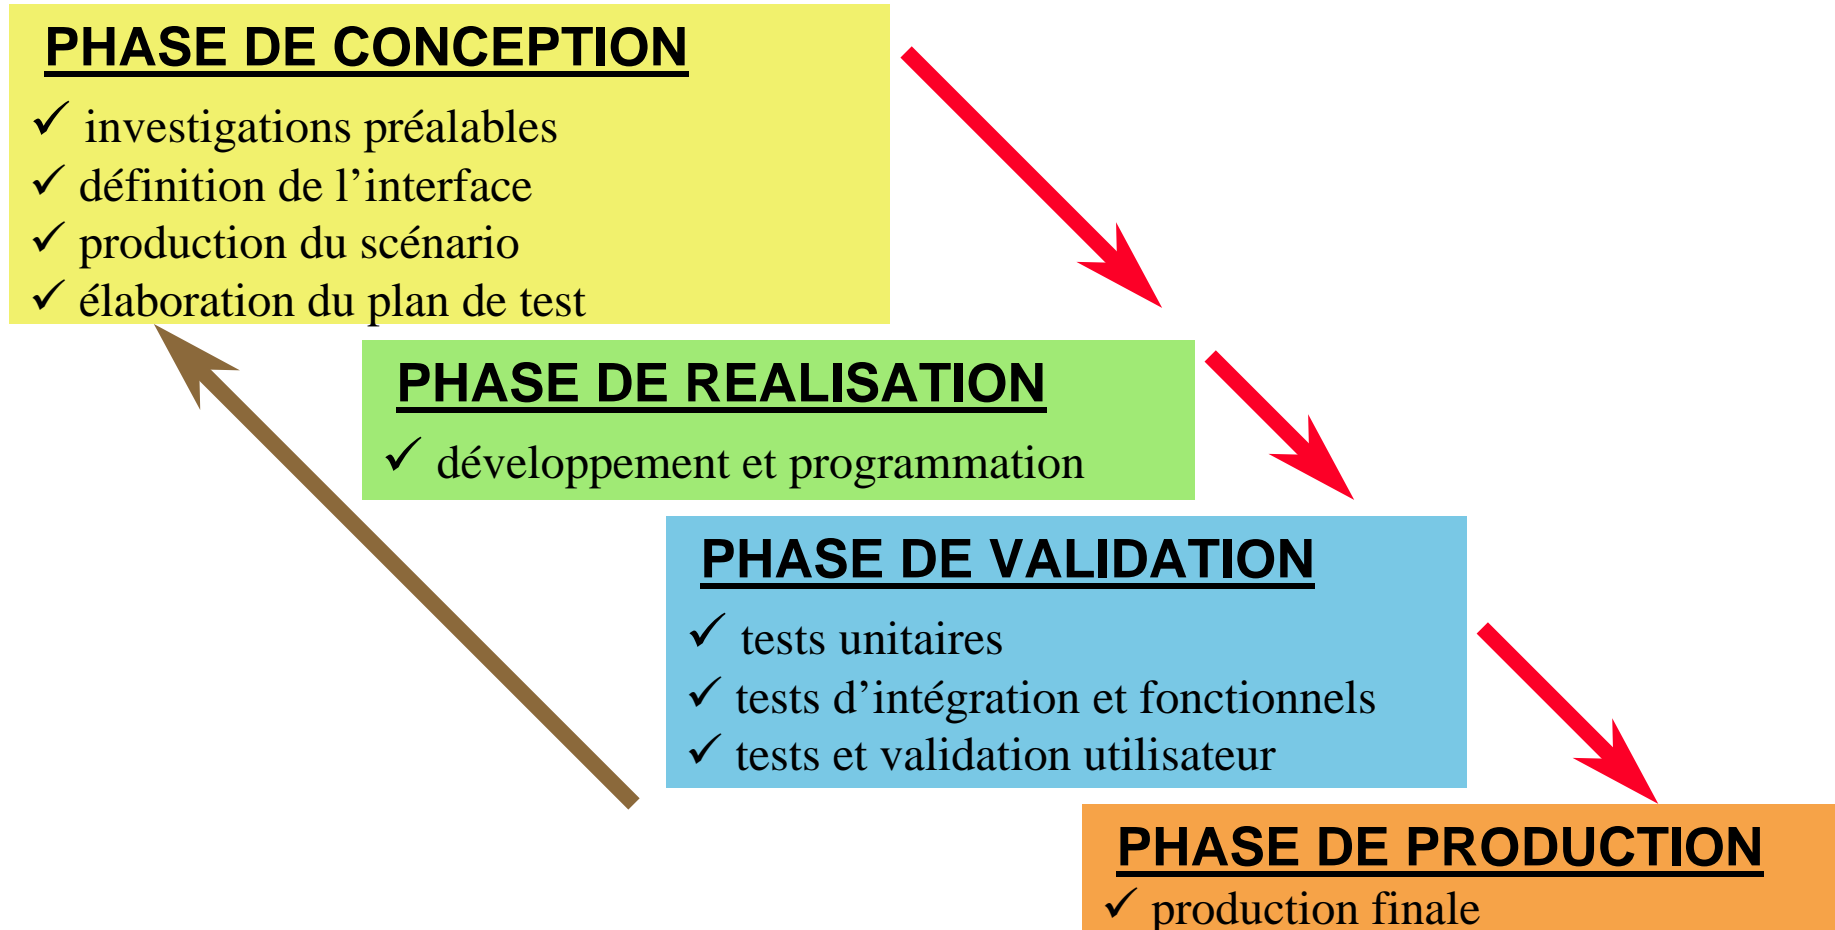 PHASE DE CONCEPTION
✓ investigations préalables
✓ définition de l’interface
✓ production du scénario
✓ élaboration du plan de test
PHASE DE REALISATION
✓ développement et programmation
PHASE DE VALIDATION
✓ tests unitaires
✓ tests d’intégration et fonctionnels
✓ tests et validation utilisateur
PHASE DE PRODUCTION
✓ production finale